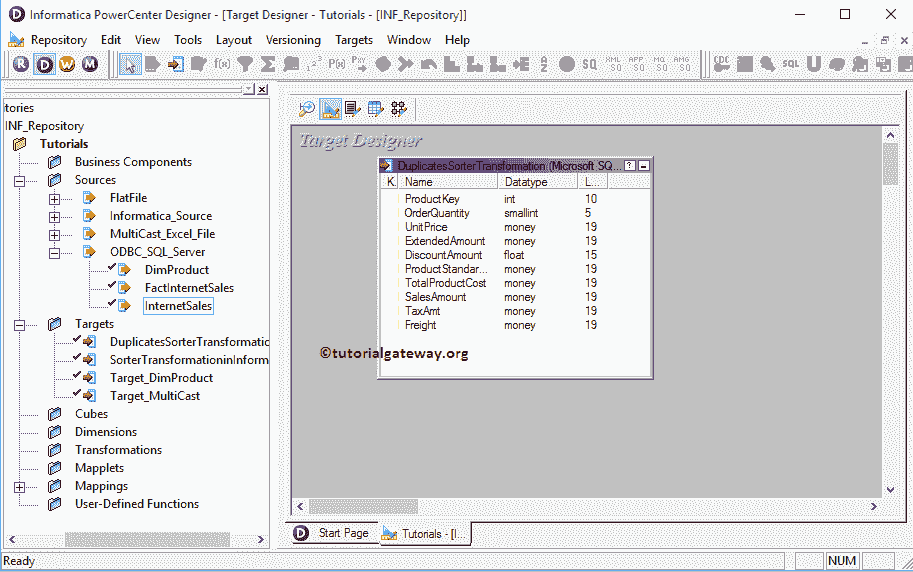 Informatica PowerCenter Designer - [Target Designer - Tutorials - [INF_Repository]]
Repository Edit View Tools Layout Versioning Targets Window Help
tories
INF_Repository
Tutorials
Business Components
Sources
FlatFile
Informatica_Source
MultiCast_Excel_File
ODBC_SQL_Server
DimProduct
FactInternetSales
InternetSales
Targets
DuplicatesSorterTransformatio
SorterTransformationinInform
Target_DimProduct
Target_MultiCast
Cubes
Dimensions
Transformations
Mapplets
Mappings
User-Defined Functions
Target Designer
DuplicatesSorterTransformation (Microsoft SQ...
K. Name Datatype L...
ProductKey int 10
OrderQuantity smallint 5
UnitPrice money 19
ExtendedAmount money 19
DiscountAmount float 15
ProductStandar... money 19
TotalProductCost money 19
SalesAmount money 19
TaxAmt money 19
Freight money 19
©tutorialgateway.org
Start Page Tutorials - [I...
Ready NUM